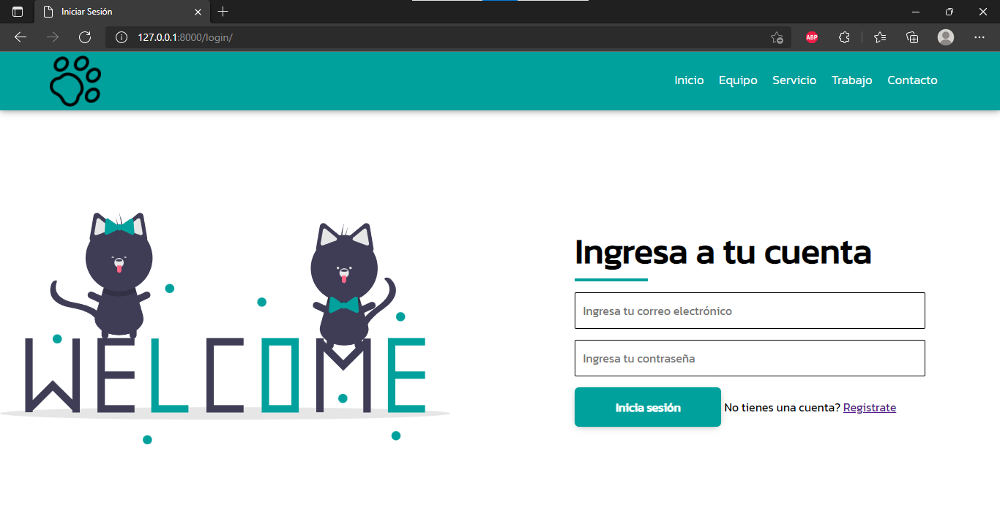 Iniciar Sesión
127.0.0.1:8000/login/
ABP
Inicio Equipo Servicio Trabajo Contacto
WELCOME
Ingresa a tu cuenta
Ingresa tu correo electrónico
Ingresa tu contraseña
Inicia sesión No tienes una cuenta? Registrate